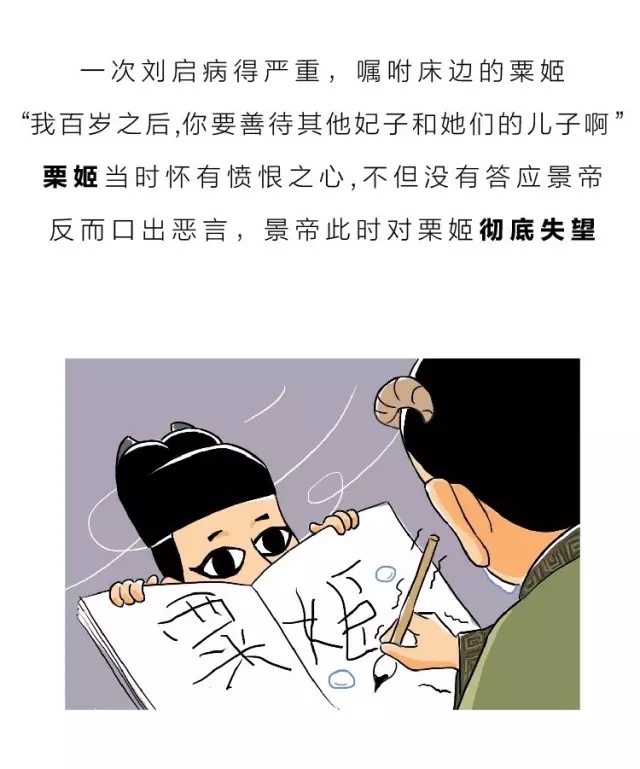 一次刘启病得严重，嘱咐床边的粟姬
“我百岁之后,你要善待其他妃子和她们的儿子啊”
栗姬当时怀有愤恨之心,不但没有答应景帝
反而口出恶言，景帝此时对栗姬彻底失望